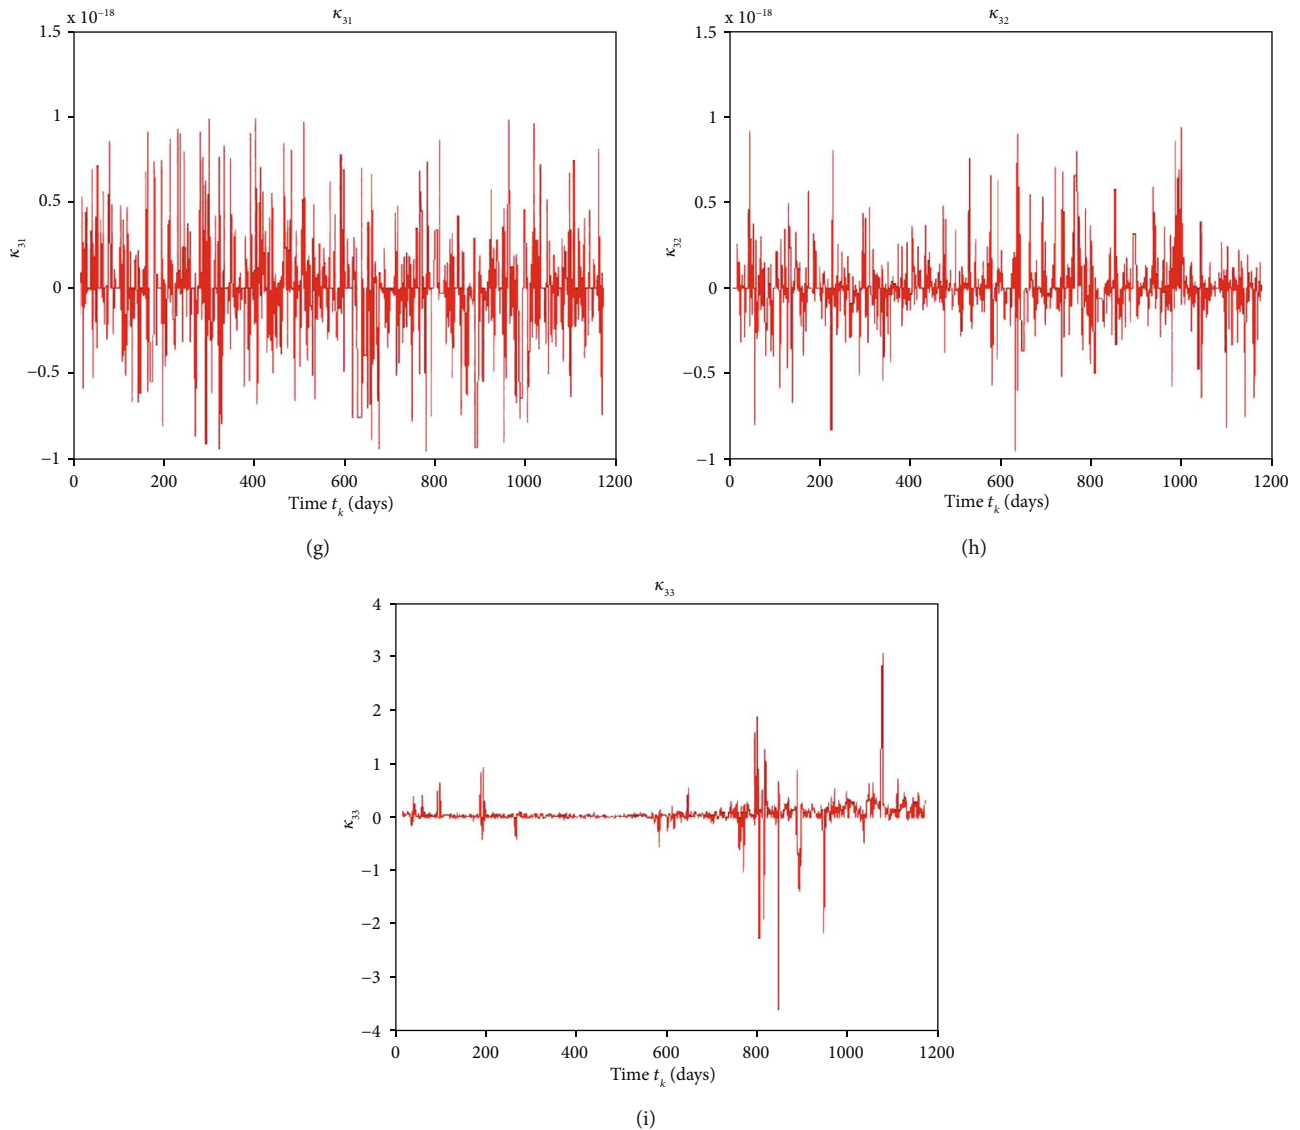 x 10⁻¹⁸
κ₃₁
1.5
1
0.5
0
−0.5
−1
κ₃₁
0 200 400 600 800 1000 1200
Time tₖ (days)
(g)
x 10⁻¹⁸
κ₃₂
1.5
1
0.5
0
−0.5
−1
κ₃₂
0 200 400 600 800 1000 1200
Time tₖ (days)
(h)
κ₃₃
4
3
2
1
0
−1
−2
−3
−4
κ₃₃
0 200 400 600 800 1000 1200
Time tₖ (days)
(i)